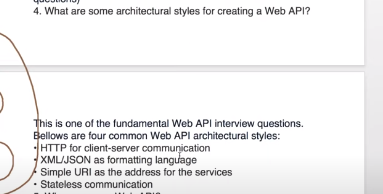 questions)
4. What are some architectural styles for creating a Web API?
This is one of the fundamental Web API interview questions.
Bellows are four common Web API architectural styles:
• HTTP for client-server communication
• XML/JSON as formatting language
• Simple URI as the address for the services
• Stateless communication